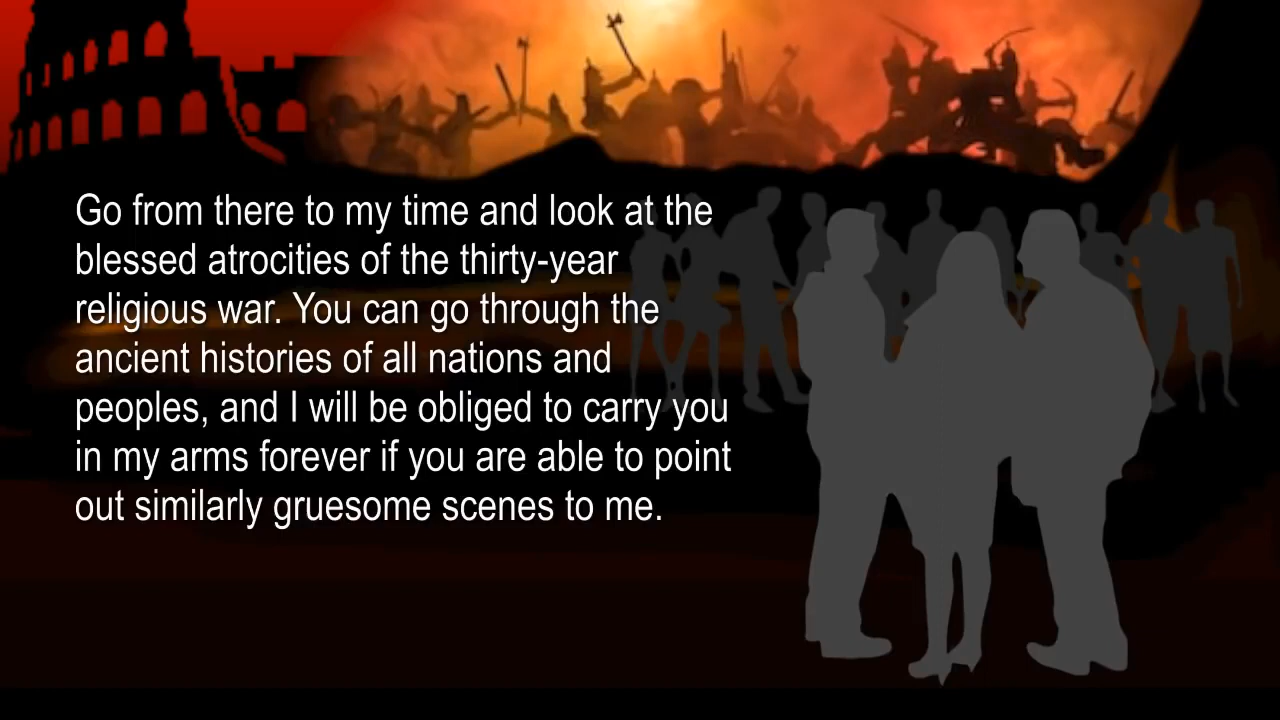 Go from there to my time and look at the
blessed atrocities of the thirty-year
religious war. You can go through the
ancient histories of all nations and
peoples, and I will be obliged to carry you
in my arms forever if you are able to point
out similarly gruesome scenes to me.